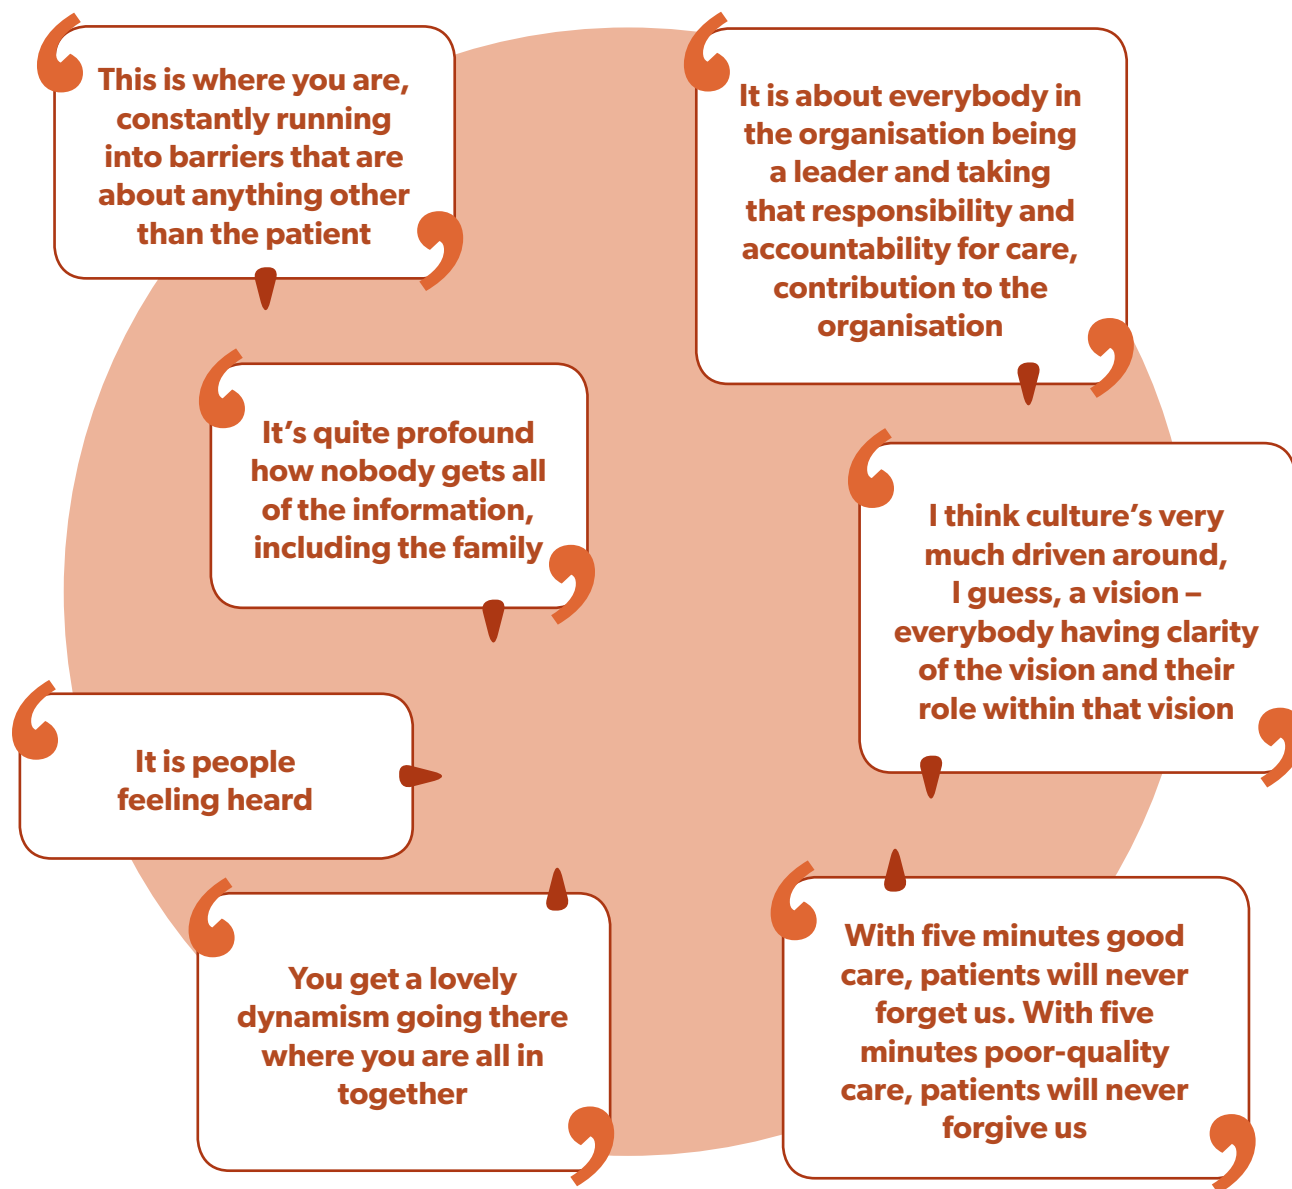 This is where you are,
constantly running
into barriers that are
about anything other
than the patient
It is about everybody in
the organisation being
a leader and taking
that responsibility and
accountability for care,
contribution to the
organisation
It’s quite profound
how nobody gets all
of the information,
including the family
I think culture’s very
much driven around,
I guess, a vision –
everybody having clarity
of the vision and their
role within that vision
It is people
feeling heard
You get a lovely
dynamism going there
where you are all in
together
With five minutes good
care, patients will never
forget us. With five
minutes poor-quality
care, patients will never
forgive us